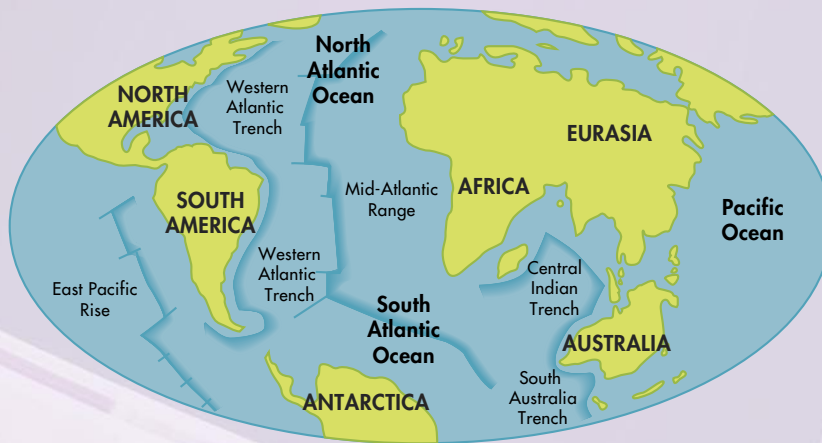 North
Atlantic
Ocean
NORTH
AMERICA
Western
Atlantic
Trench
EURASIA
SOUTH
AMERICA
Mid-Atlantic
Range
AFRICA
Pacific
Ocean
East Pacific
Rise
Western
Atlantic
Trench
South
Atlantic
Ocean
Central
Indian
Trench
AUSTRALIA
ANTARCTICA
South
Australia
Trench